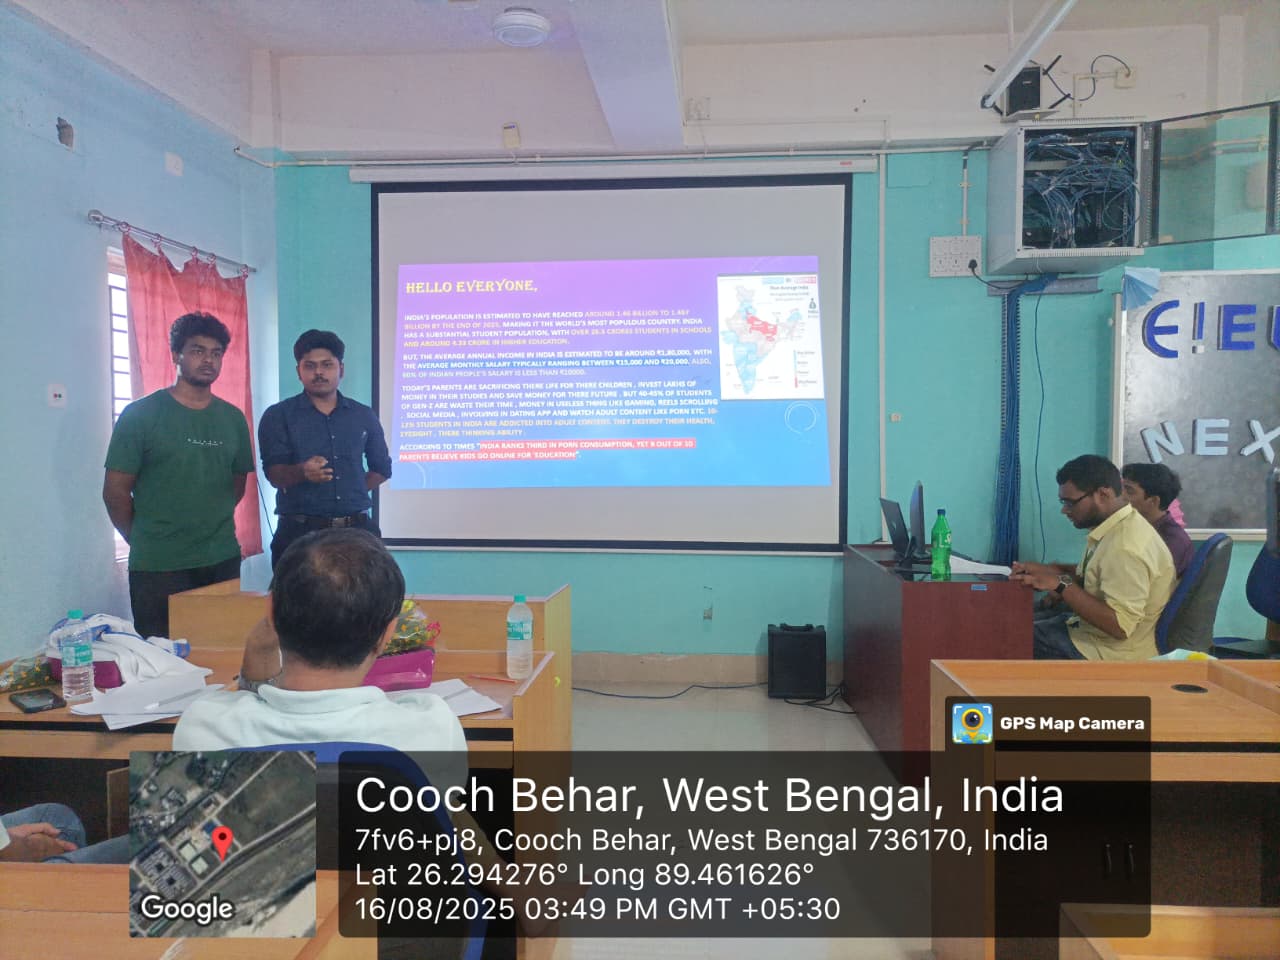 HELLO EVERYONE,
INDIA'S POPULATION IS ESTIMATED TO HAVE REACHED AROUND 1.46 BILLION TO 1.467
BILLION BY THE END OF 2025, MAKING IT THE WORLD'S MOST POPULOUS COUNTRY. INDIA
HAS A SUBSTANTIAL STUDENT POPULATION, WITH OVER CRORES STUDENTS IN SCHOOLS
AND AROUND 4.33 CRORE IN HIGHER EDUCATION.
BUT, THE AVERAGE ANNUAL INCOME IN INDIA IS ESTIMATED TO BE AROUND ₹1,80,000, WITH
THE AVERAGE MONTHLY SALARY TYPICALLY RANGING BETWEEN ₹15,000 AND ₹20,000. ALSO,
OF INDIAN PEOPLE'S SALARY IS LESS THAN ₹10000.
TODAY'S PARENTS ARE SACRIFICING THERE LIFE FOR THERE CHILDREN , INVEST LAKHS OF
MONEY IN THEIR STUDIES AND SAVE MONEY FOR THERE FUTURE . BUT 40-45% OF STUDENTS
OF GEN-Z ARE WASTE THEIR TIME , MONEY IN USELESS THING LIKE GAMING, REELS SCROLLING
, SOCIAL MEDIA , INVOLVING IN DATING APP AND WATCH ADULT CONTENT LIKE PORN ETC. 10-
12% STUDENTS IN INDIA ARE ADDICTED INTO ADULT CONTENT. THEY DESTROY THEIR HEALTH,
EYESIGHT , THERE THINKING ABILITY .
ACCORDING TO TIMES "INDIA RANKS THIRD IN PORN CONSUMPTION, YET 8 OUT OF 10
PARENTS BELIEVE KIDS GO ONLINE FOR 'EDUCATION'".
NEX
GPS Map Camera
Cooch Behar, West Bengal, India
7fv6+pj8, Cooch Behar, West Bengal 736170, India
Lat 26.294276° Long 89.461626°
16/08/2025 03:49 PM GMT +05:30
Google